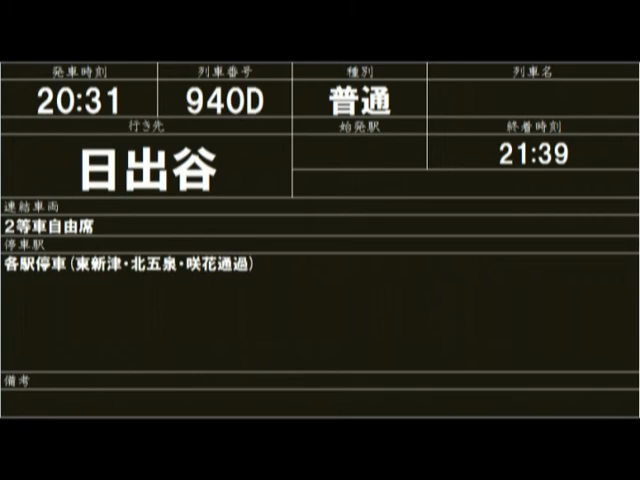 発車時刻 列車番号 種別 列車名
20:31 940D 普通
行き先 始発駅 終着時刻
日出谷 21:39
連結車両
2等車自由席
停車駅
各駅停車(東新津・北五泉・咲花通過)
備考